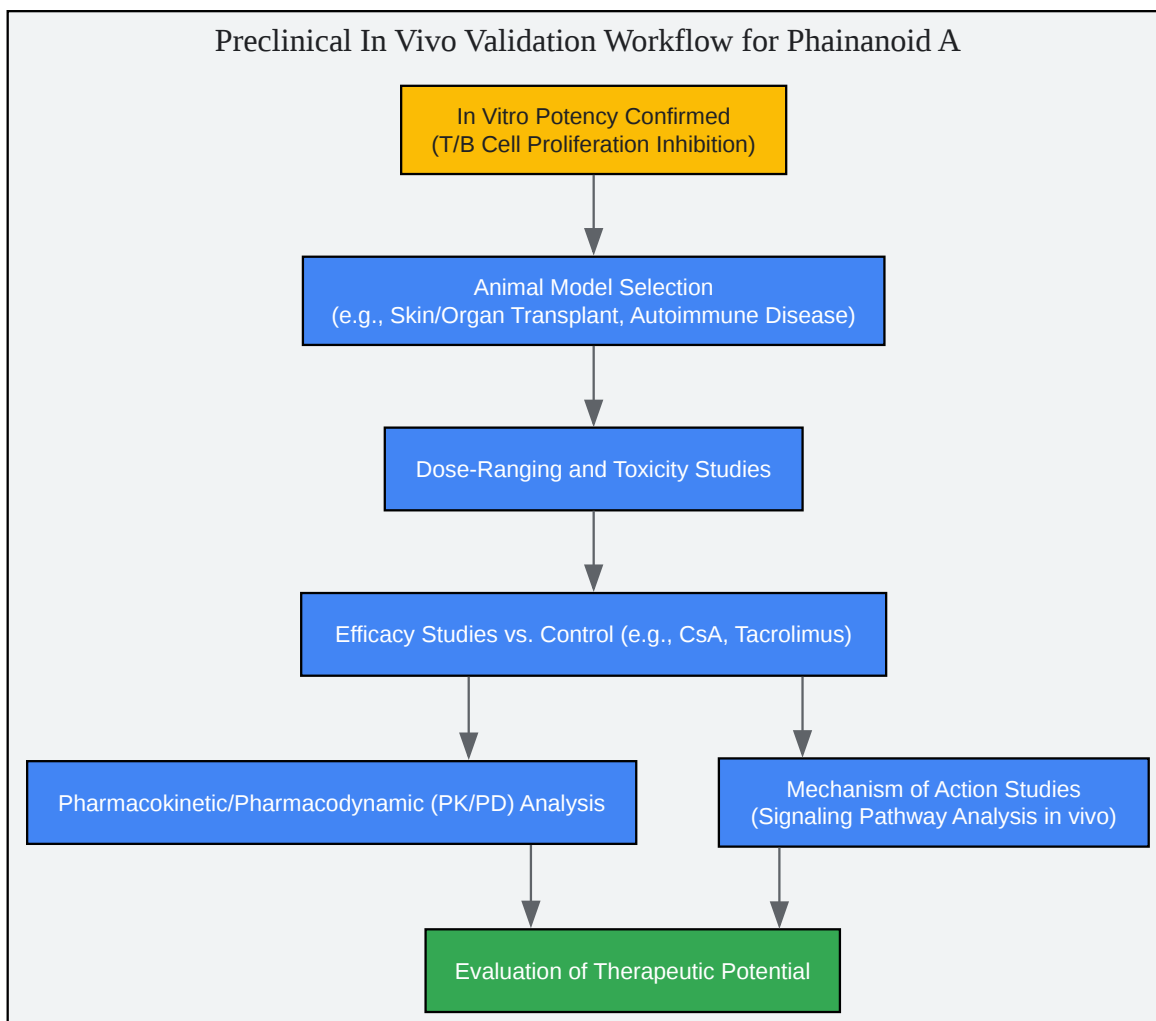 Preclinical In Vivo Validation Workflow for Phainanoid A
In Vitro Potency Confirmed
(T/B Cell Proliferation Inhibition)
Animal Model Selection
(e.g., Skin/Organ Transplant, Autoimmune Disease)
Dose-Ranging and Toxicity Studies
Efficacy Studies vs. Control (e.g., CsA, Tacrolimus)
Pharmacokinetic/Pharmacodynamic (PK/PD) Analysis
Mechanism of Action Studies
(Signaling Pathway Analysis in vivo)
Evaluation of Therapeutic Potential